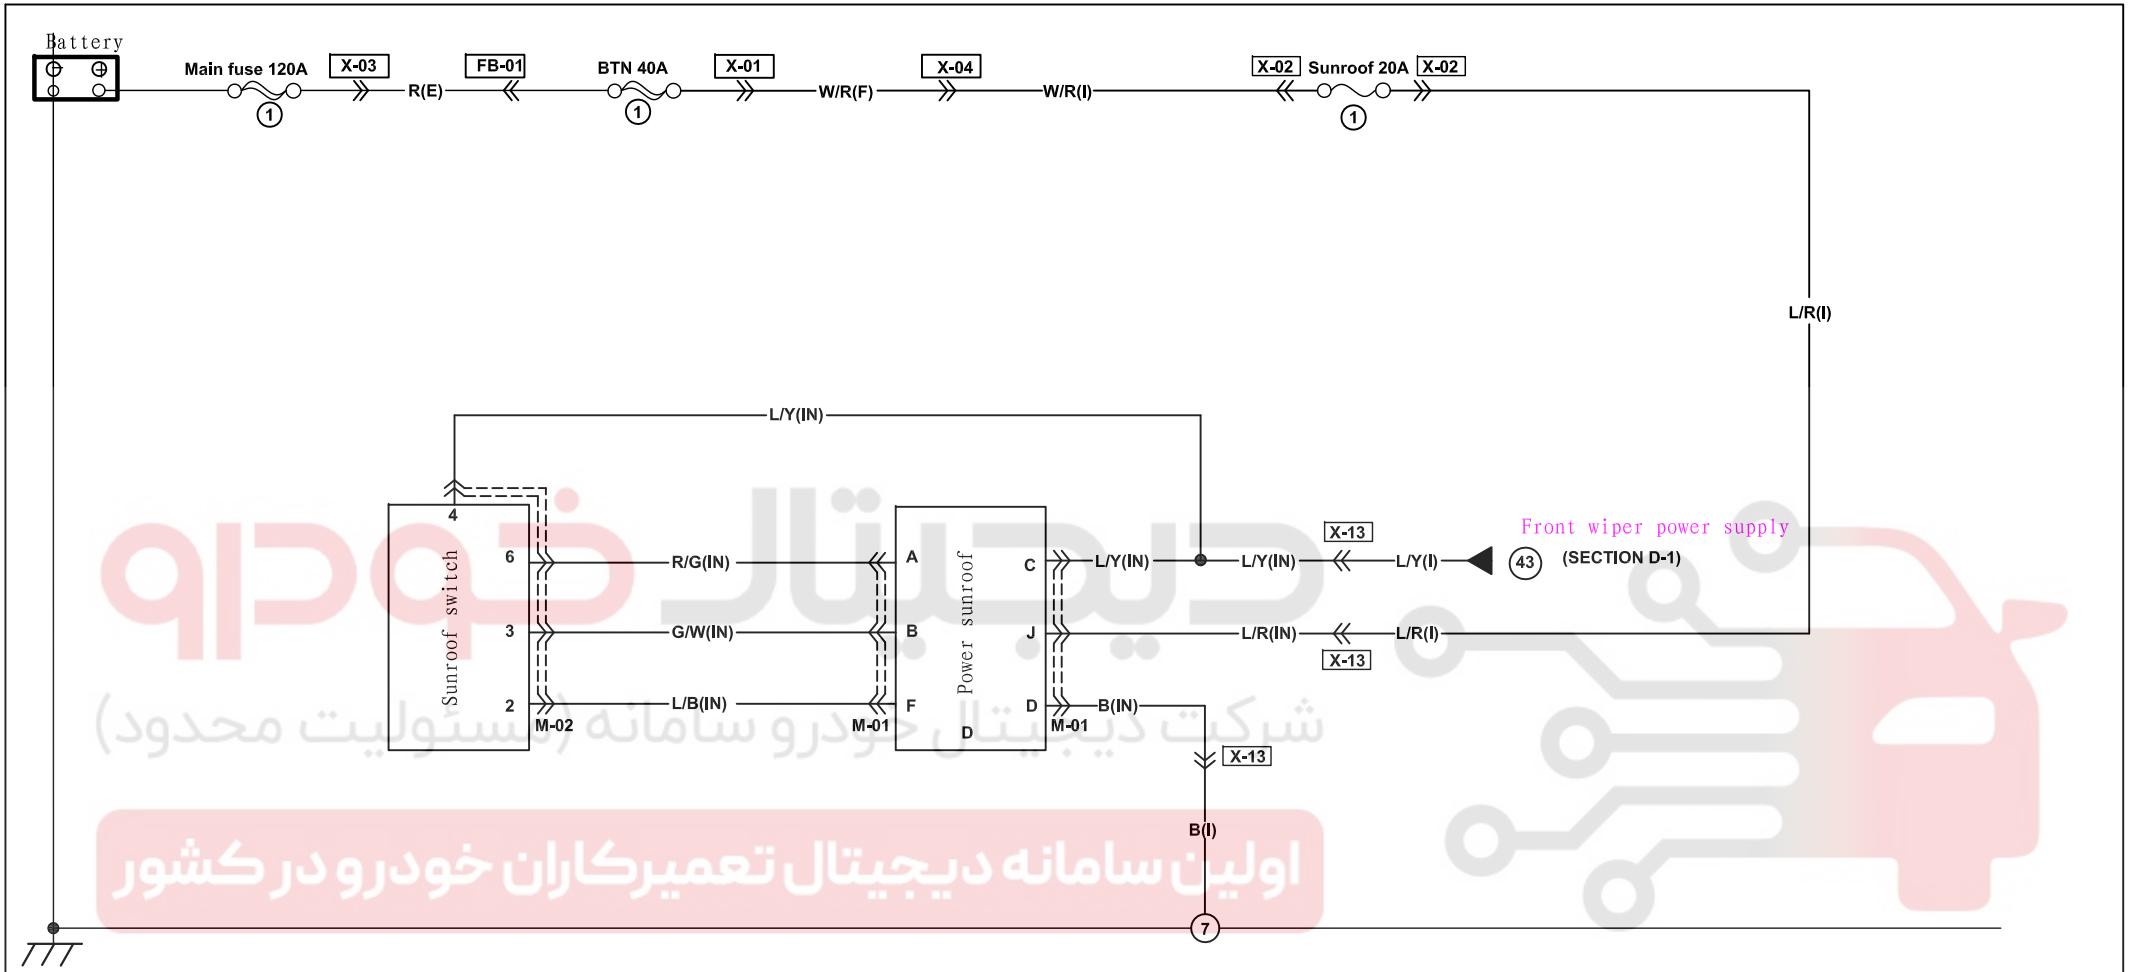 Battery
Main fuse 120A
X-03
FB-01
BTN 40A
X-01
X-04
X-02
Sunroof 20A
X-02
R(E)
W/R(F)
W/R(I)
1
1
1
L/R(I)
L/Y(IN)
4
Sunroof switch
6
3
2
M-02
R/G(IN)
G/W(IN)
L/B(IN)
M-01
A
B
F
Power sunroof
D
C
J
D
M-01
L/Y(IN)
L/Y(IN)
X-13
L/Y(I)
43
Front wiper power supply
(SECTION D-1)
L/R(IN)
L/R(I)
X-13
B(IN)
X-13
B(I)
7
دیجیتال خودرو
شرکت دیجیتال خودرو سامانه (مسئولیت محدود)
اولین سامانه دیجیتال تعمیرکاران خودرو در کشور